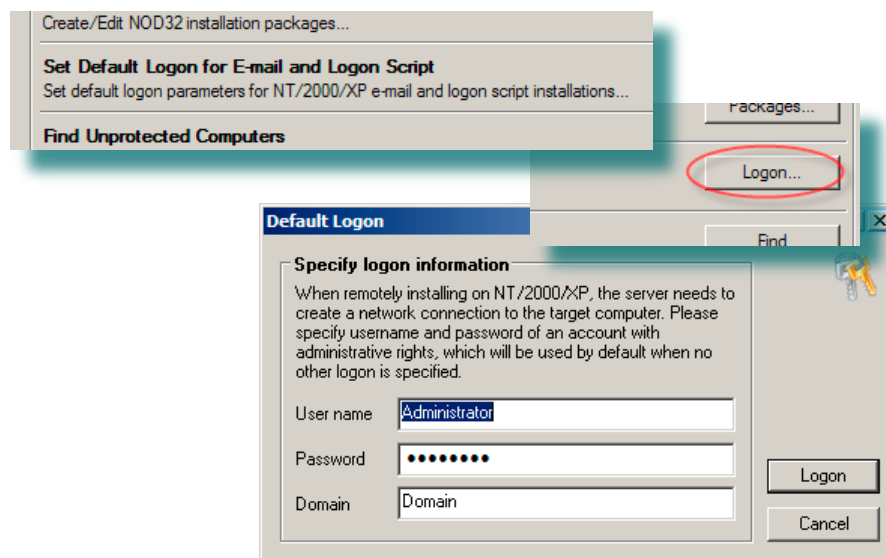 Create/Edit NOD32 installation packages...
Set Default Logon for E-mail and Logon Script
Set default logon parameters for NT/2000/XP e-mail and logon script installations...
Find Unprotected Computers
Packages...
Logon...
Find
Default Logon
Specify logon information
When remotely installing on NT/2000/XP, the server needs to
create a network connection to the target computer. Please
specify username and password of an account with
administrative rights, which will be used by default when no
other logon is specified.
User name Administrator
Password ••••••••
Domain Domain
Logon
Cancel